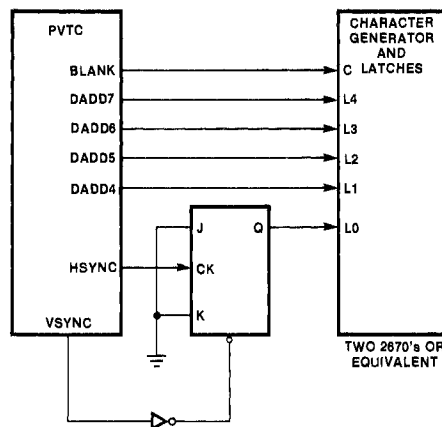 PVTC
BLANK
DADD7
DADD6
DADD5
DADD4
HSYNC
VSYNC
J
Q
CK
K
CHARACTER
GENERATOR
AND
LATCHES
C
L4
L3
L2
L1
L0
TWO 2670's OR
EQUIVALENT